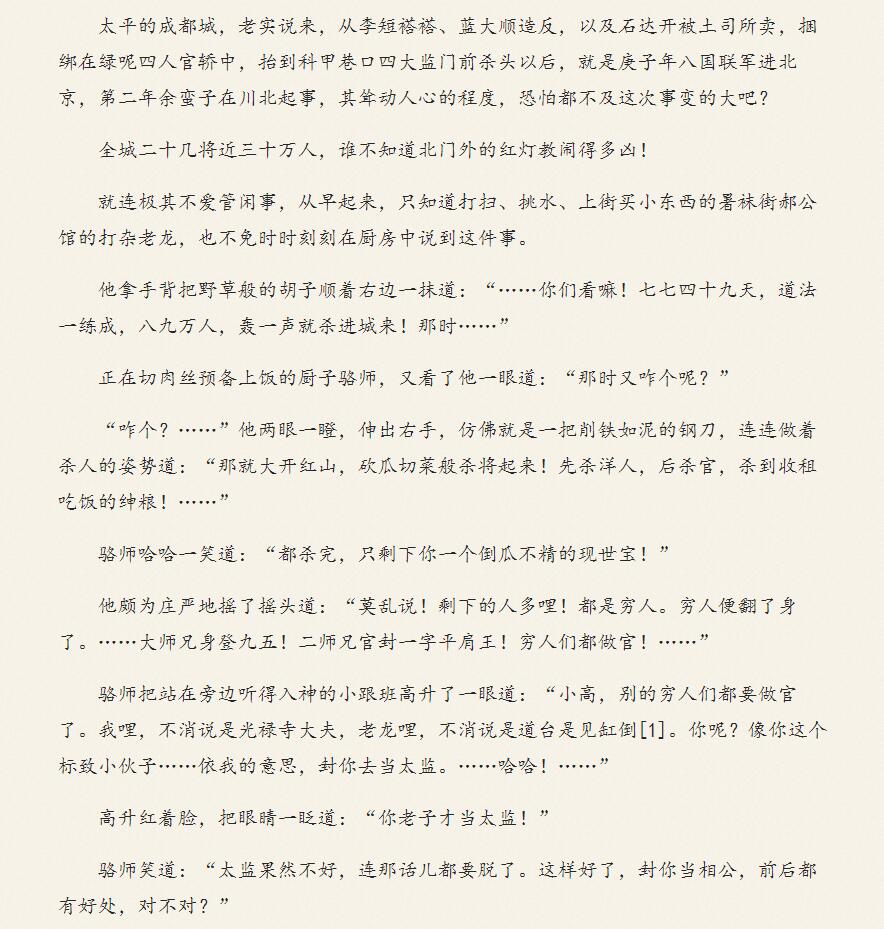 太平的成都城，老实说来，从李短褡褡、蓝大顺造反，以及石达开被土司所卖，捆
绑在绿呢四人官轿中，抬到科甲巷口四大监门前杀头以后，就是庚子年八国联军进北
京，第二年余蛮子在川北起事，其耸动人心的程度，恐怕都不及这次事变的大吧？
全城二十几将近三十万人，谁不知道北门外的红灯教闹得多凶！
就连极其不爱管闲事，从早起来，只知道打扫、挑水、上街买小东西的暑袜街郝公
馆的打杂老龙，也不免时时刻刻在厨房中说到这件事。
他拿手背把野草般的胡子顺着右边一抹道：“……你们看嘛！七七四十九天，道法
一练成，八九万人，轰一声就杀进城来！那时……”
正在切肉丝预备上饭的厨子骆师，又看了他一眼道：“那时又咋个呢？”
“咋个？……”他两眼一瞪，伸出右手，仿佛就是一把削铁如泥的钢刀，连连做着
杀人的姿势道：“那就大开红山，砍瓜切菜般杀将起来！先杀洋人，后杀官，杀到收租
吃饭的绅粮！……”
骆师哈哈一笑道：“都杀完，只剩下你一个倒瓜不精的现世宝！”
他颇为庄严地摇了摇头道：“莫乱说！剩下的人多哩！都是穷人。穷人便翻了身
了。……大师兄身登九五！二师兄官封一字平肩王！穷人们都做官！……”
骆师把站在旁边听得入神的小跟班高升了一眼道：“小高，别的穷人们都要做官
了。我哩，不消说是光禄寺大夫，老龙哩，不消说是道台是见缸倒[1]。你呢？像你这个
标致小伙子……依我的意思，封你去当太监。……哈哈！……”
高升红着脸，把眼睛一眨道：“你老子才当太监！”
骆师笑道：“太监果然不好，连那话儿都要脱了。这样好了，封你当相公，前后都
有好处，对不对？”